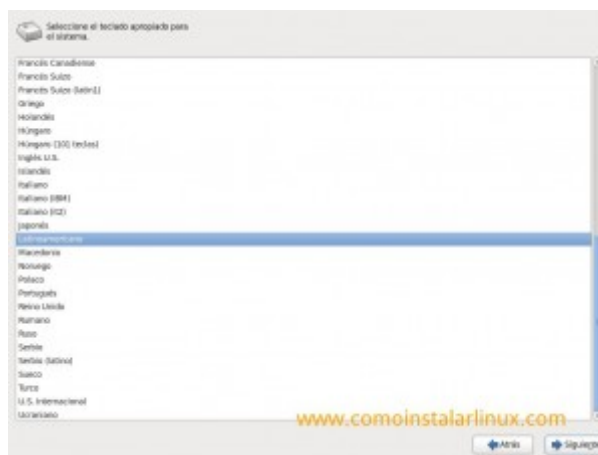 Seleccione el teclado apropiado para
el sistema.
Francés Canadiense
Francés Suizo
Francés Suizo (latin1)
Griego
Holandés
Húngaro
Húngaro (101 teclas)
Inglés U.S.
Islandés
Italiano
Italiano (IBM)
Italiano (it2)
Japonés
Latinoamericano
Macedonio
Noruego
Polaco
Portugués
Reino Unido
Rumano
Ruso
Serbio
Serbio (latino)
Sueco
Turco
U.S. Internacional
Ucraniano
www.comoinstalarlinux.com
Atrás
Siguiente